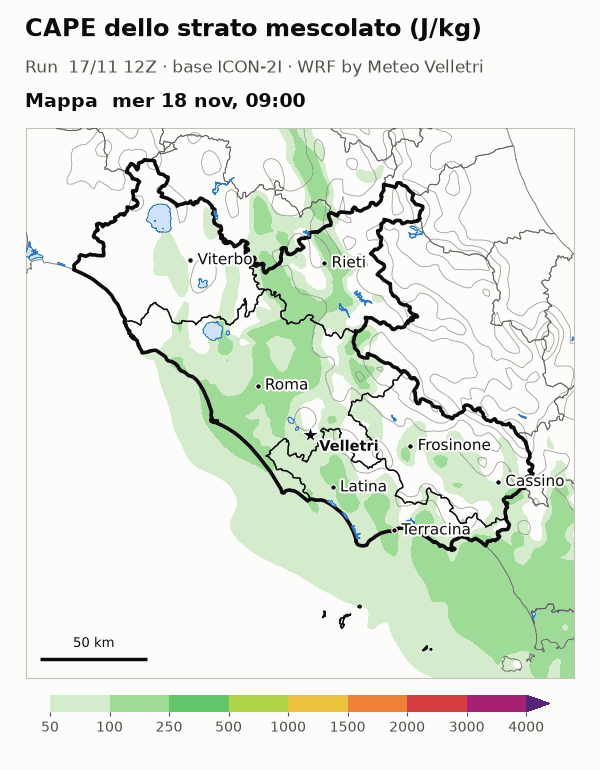 CAPE dello strato mescolato (J/kg)
Run  17/11 12Z · base ICON-2I · WRF by Meteo Velletri
Mappa  mer 18 nov, 09:00
Viterbo
Rieti
Roma
Velletri
Frosinone
Cassino
Latina
Terracina
50 km
50 100 250 500 1000 1500 2000 3000 4000